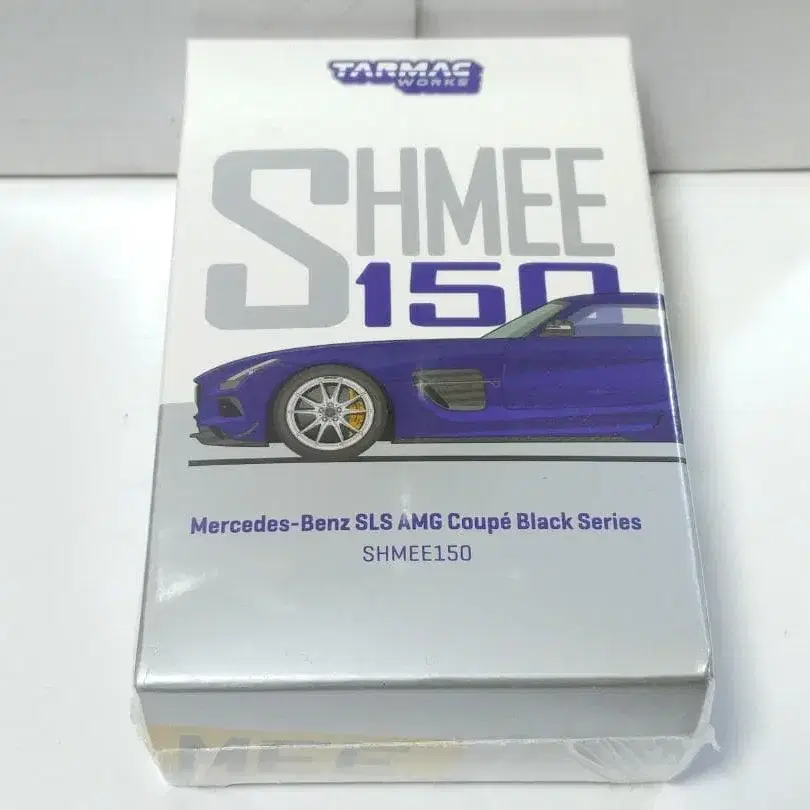 TARMAC
WORKS
SHMEE
150
Mercedes-Benz SLS AMG Coupé Black Series
SHMEE150